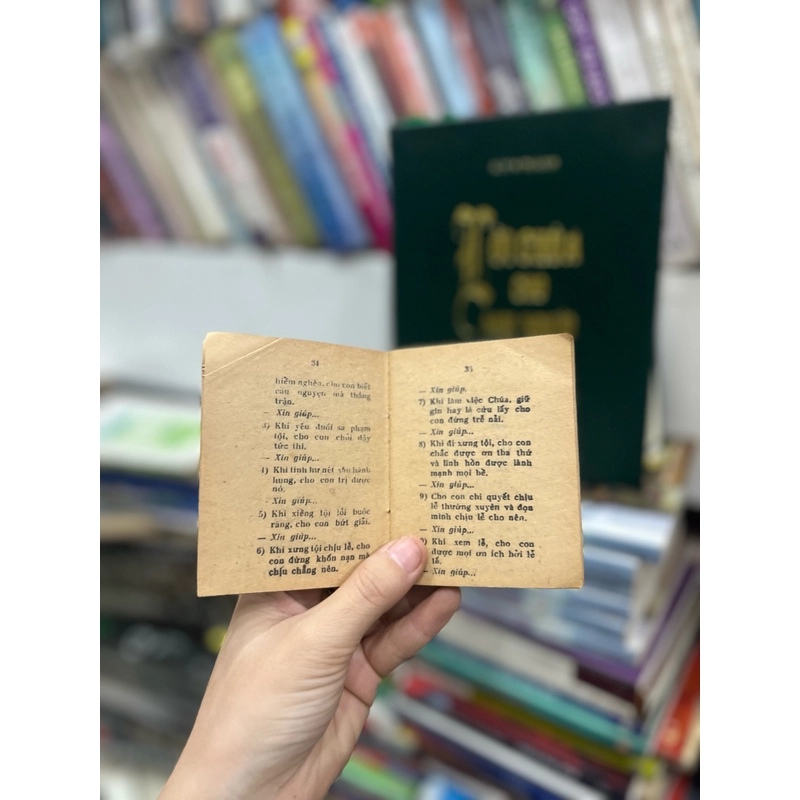 34
hiểm nghèo, cho con biết
cầu nguyện mà thắng
trận.
— Xin giúp...
3) Khi yếu đuối sa phạm
tội, cho con chỗi dậy
tức thì.
— Xin giúp...
4) Khi tính hư nết xấu hành
hung, cho con trị được
nó.
- Xin giúp...
5) Khi xiềng tội lỗi buộc
ràng, cho con bứt giải.
— Xin giúp...
6) Khi xưng tội chịu lễ, cho
con đừng khốn nạn mà
chịu chẳng nên.
35
— Xin giúp.
7) Khi làm việc Chúa, giữ
gìn hay là cứu lấy cho
con đừng trễ nải.
— Xin giúp...
8) Khi đi xưng tội, cho con
chắc được ơn tha thứ
và linh hồn được lành
mạnh mọi bề.
— Xin giúp...
9) Cho con chí quyết chịu
lễ thường xuyên và dọn
mình chịu lễ cho nên.
— Xin giúp...
0) Khi xem lễ, cho con
được mọi ơn ích bởi lễ
tế.
— Xin giúp...